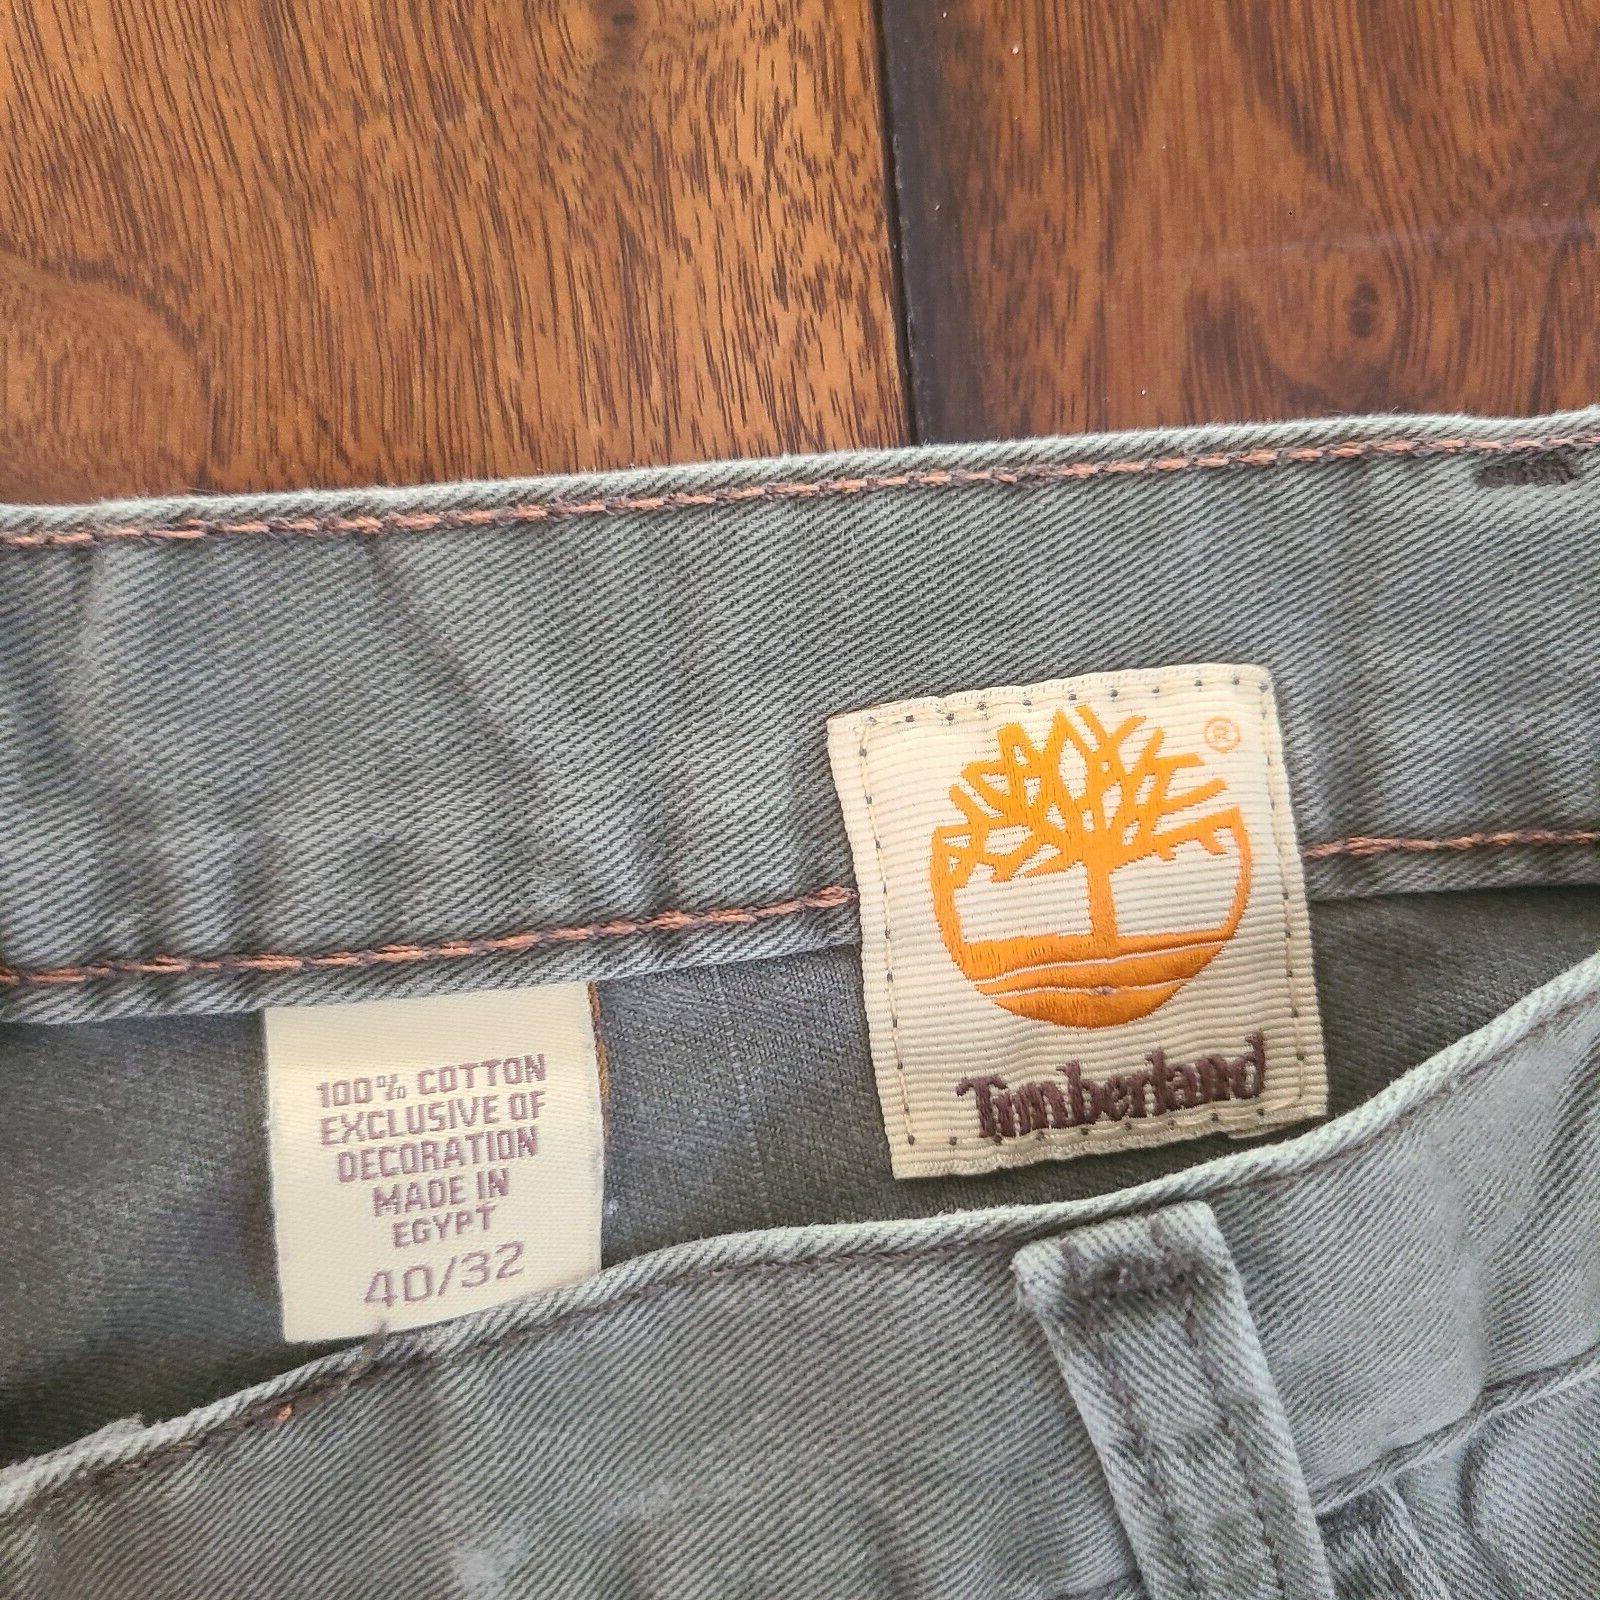 100% COTTON
EXCLUSIVE OF
DECORATION
MADE IN
EGYPT
40/32
®
Timberland